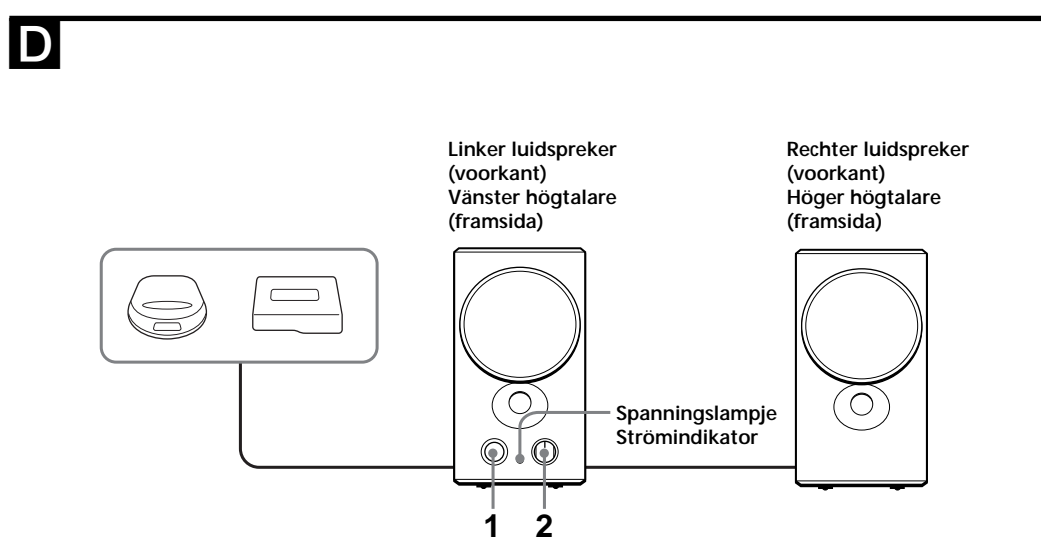 D
Linker luidspreker
(voorkant)
Vänster högtalare
(framsida)
Rechter luidspreker
(voorkant)
Höger högtalare
(framsida)
Spanningslampje
Strömindikator
1
2